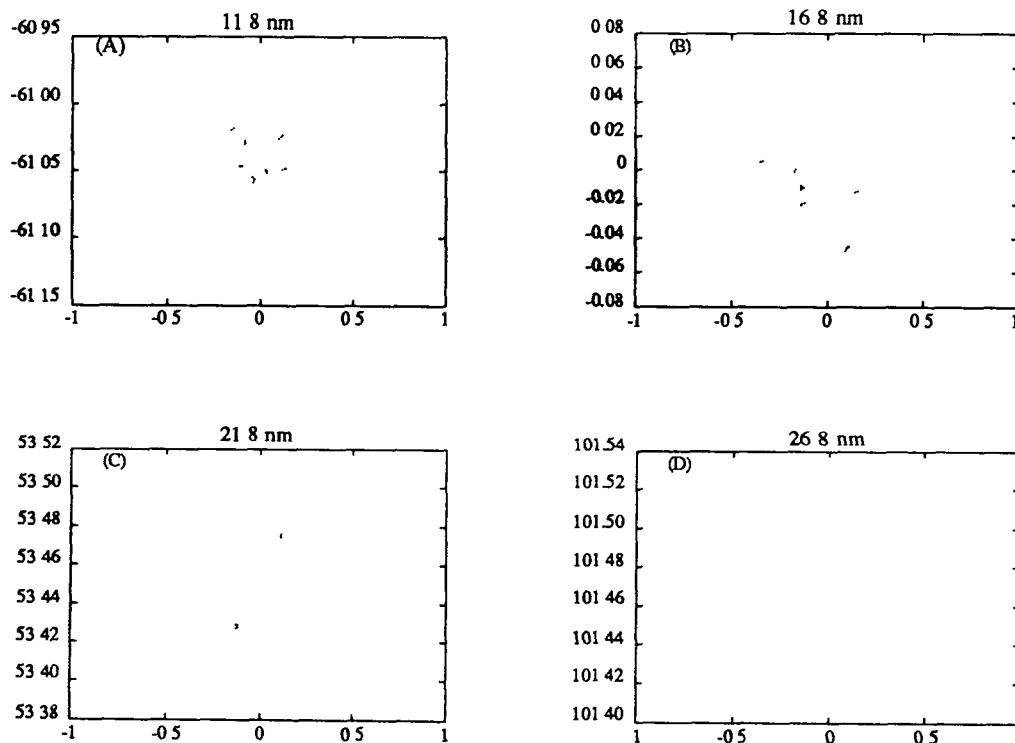 11 8 nm
(A)
-60 95
-61 00
-61 05
-61 10
-61 15
-1 -0 5 0 0 5 1
16 8 nm
(B)
0 08
0 08
0 04
0 02
0
-0.02
-0.04
-0.06
-0.08
-1 -0 5 0 0 5 1
21 8 nm
(C)
53 52
53 50
53 48
53 46
53 44
53 42
53 40
53 38
-1 -0 5 0 0 5 1
26 8 nm
(D)
101.54
101.52
101.50
101 48
101 46
101 44
101 42
101 40
1 -0 5 0 0 5 1